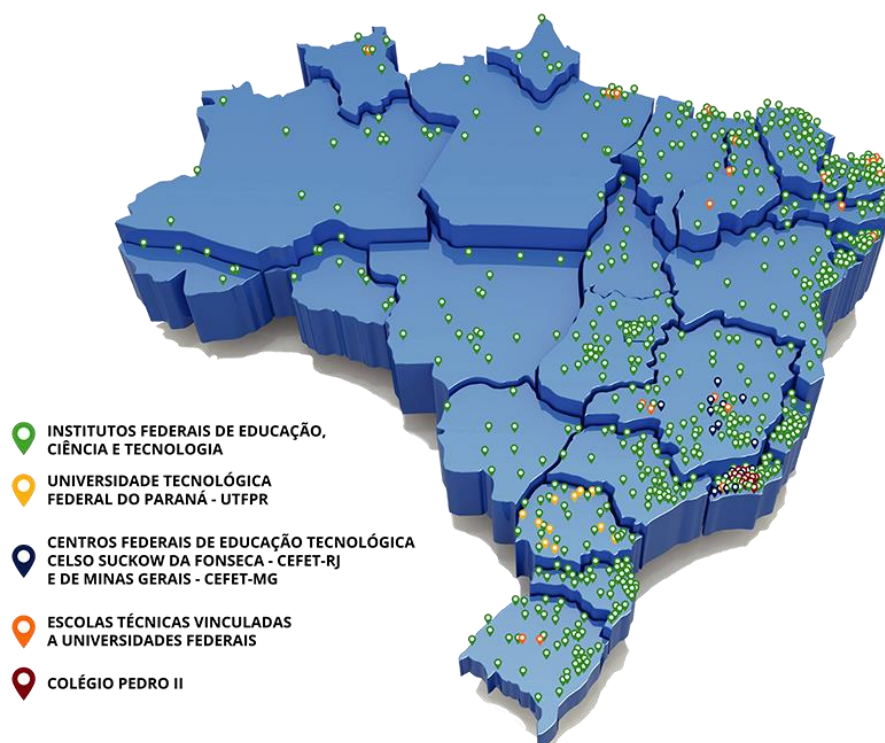 INSTITUTOS FEDERAIS DE EDUCAÇÃO,
CIÊNCIA E TECNOLOGIA
UNIVERSIDADE TECNOLÓGICA
FEDERAL DO PARANÁ - UTFPR
CENTROS FEDERAIS DE EDUCAÇÃO TECNOLÓGICA
CELSO SUCKOW DA FONSECA - CEFET-RJ
E DE MINAS GERAIS - CEFET-MG
ESCOLAS TÉCNICAS VINCULADAS
A UNIVERSIDADES FEDERAIS
COLÉGIO PEDRO II